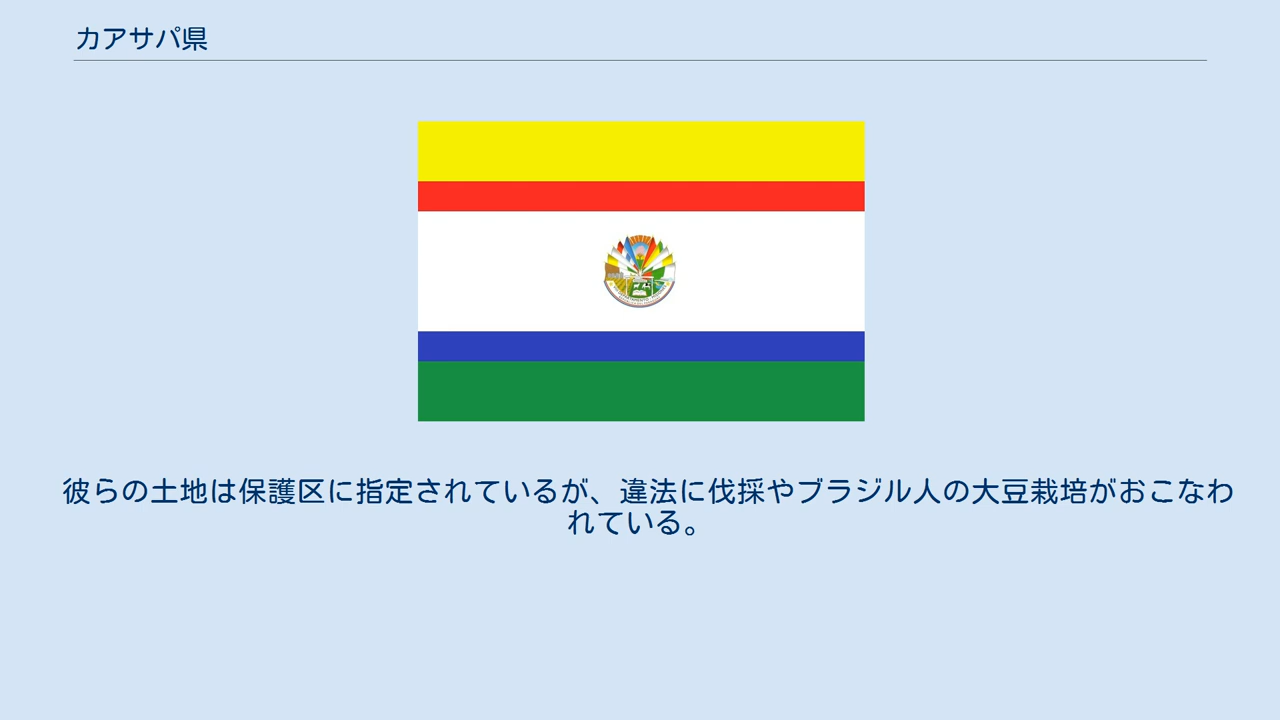 カアサパ県
彼らの土地は保護区に指定されているが、違法に伐採やブラジル人の大豆栽培がおこなわ
れている。